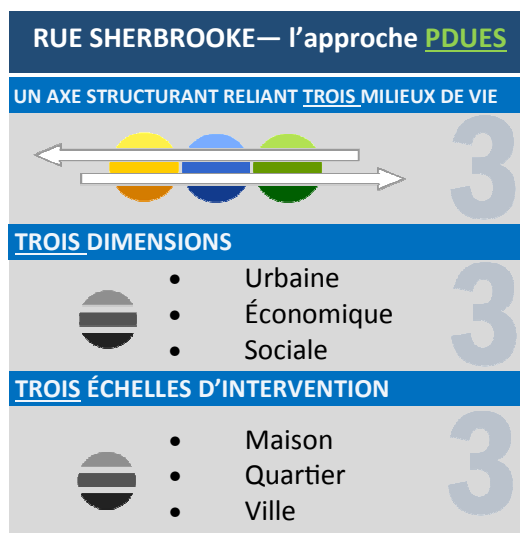 RUE SHERBROOKE— l’approche PDUES
UN AXE STRUCTURANT RELIANT TROIS MILIEUX DE VIE
3
TROIS DIMENSIONS
• Urbaine
• Économique
• Sociale
3
TROIS ÉCHELLES D’INTERVENTION
• Maison
• Quartier
• Ville
3